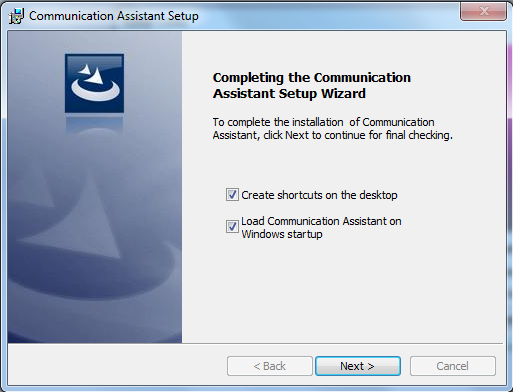 Communication Assistant Setup
Completing the Communication
Assistant Setup Wizard
To complete the installation of Communication
Assistant, click Next to continue for final checking.
Create shortcuts on the desktop
Load Communication Assistant on
Windows startup
< Back
Next >
Cancel